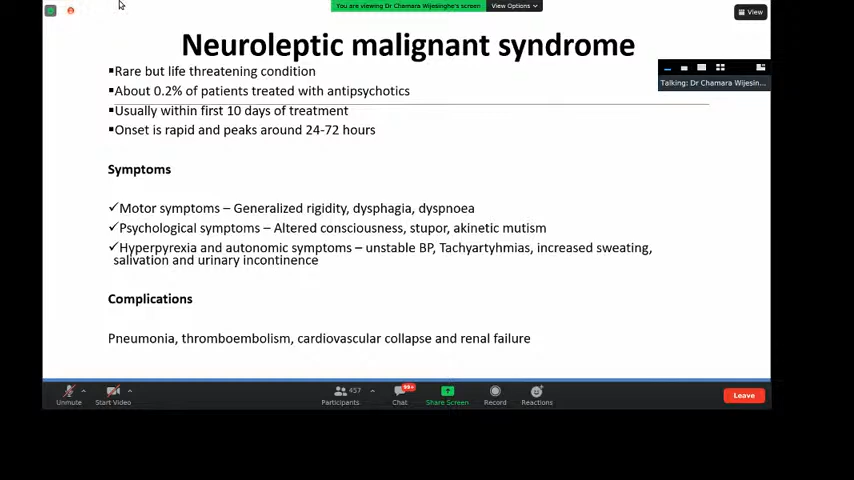 You are viewing Dr Chamara Wijesinghe's screen
View Options
View
Neuroleptic malignant syndrome
▪Rare but life threatening condition
▪About 0.2% of patients treated with antipsychotics
▪Usually within first 10 days of treatment
▪Onset is rapid and peaks around 24-72 hours
Talking: Dr Chamara Wijesin...
Symptoms
✓Motor symptoms – Generalized rigidity, dysphagia, dyspnoea
✓Psychological symptoms – Altered consciousness, stupor, akinetic mutism
✓Hyperpyrexia and autonomic symptoms – unstable BP, Tachyartyhmias, increased sweating,
salivation and urinary incontinence
Complications
Pneumonia, thromboembolism, cardiovascular collapse and renal failure
457
99+
Unmute
Start Video
Participants
Chat
Share Screen
Record
Reactions
Leave